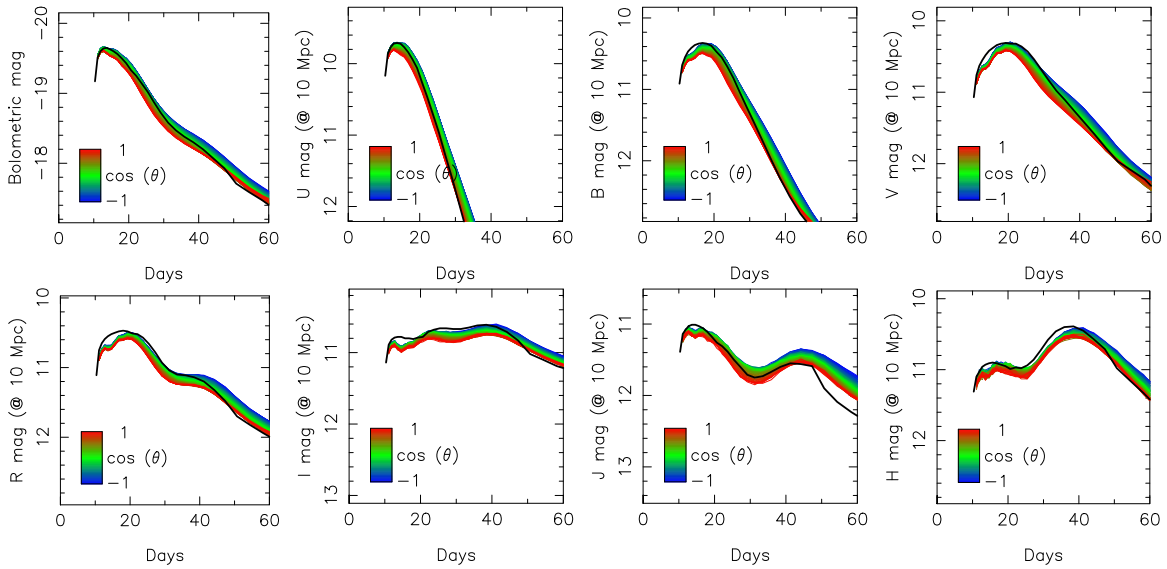 Bolometric mag
-20
-19
-18
1
cos (θ)
-1
0 20 40 60
Days
U mag (@ 10 Mpc)
10
11
12
1
cos (θ)
-1
0 20 40 60
Days
B mag (@ 10 Mpc)
10
11
12
1
cos (θ)
-1
0 20 40 60
Days
V mag (@ 10 Mpc)
10
11
12
1
cos (θ)
-1
0 20 40 60
Days
R mag (@ 10 Mpc)
10
11
12
1
cos (θ)
-1
0 20 40 60
Days
I mag (@ 10 Mpc)
10
11
12
13
1
cos (θ)
-1
0 20 40 60
Days
J mag (@ 10 Mpc)
11
12
13
1
cos (θ)
-1
0 20 40 60
Days
H mag (@ 10 Mpc)
10
11
12
1
cos (θ)
-1
0 20 40 60
Days